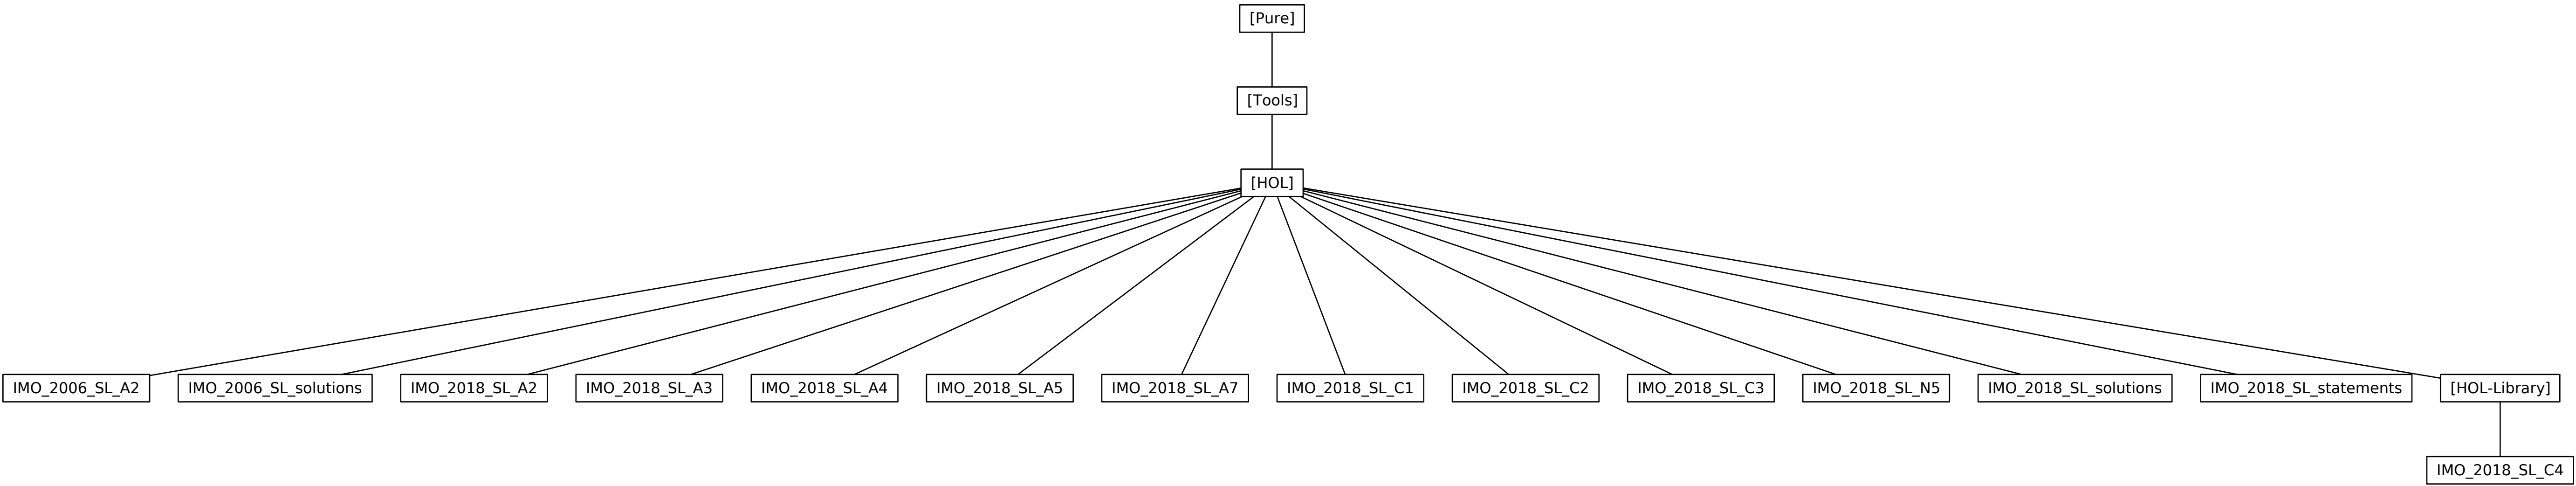 [Pure]
[Tools]
[HOL]
IMO_2006_SL_A2
IMO_2006_SL_solutions
IMO_2018_SL_A2
IMO_2018_SL_A3
IMO_2018_SL_A4
IMO_2018_SL_A5
IMO_2018_SL_A7
IMO_2018_SL_C1
IMO_2018_SL_C2
IMO_2018_SL_C3
IMO_2018_SL_N5
IMO_2018_SL_solutions
IMO_2018_SL_statements
[HOL-Library]
IMO_2018_SL_C4